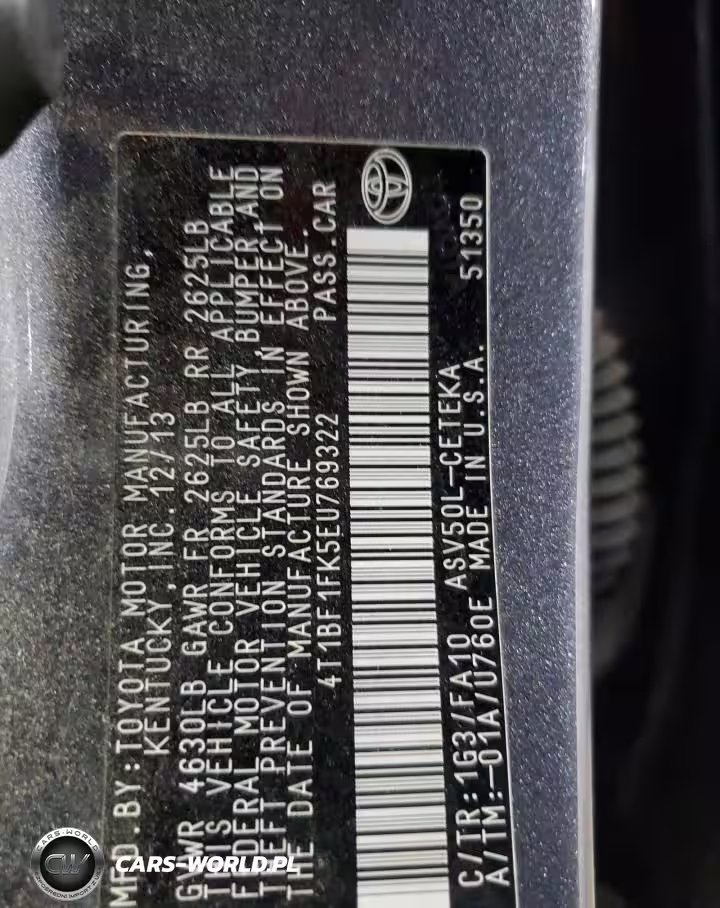 MFD.BY:TOYOTA MOTOR MANUFACTURING,
KENTUCKY,INC.12/13
GVWR 4630LB GAWR FR 2625LB RR 2625LB
THIS VEHICLE CONFORMS TO ALL APPLICABLE
FEDERAL MOTOR VEHICLE SAFETY,BUMPER,AND
THEFT PREVENTION STANDARDS IN EFFECT ON
THE DATE OF MANUFACTURE SHOWN ABOVE.
4T1BF1FK5EU769322 PASS.CAR
C/TR:1G3/FA10 ASV50L-CETEKA
A/TM:-01A/U760E MADE IN U.S.A. 51350
CARS-WORLD
CW
CARS-WORLD.PL